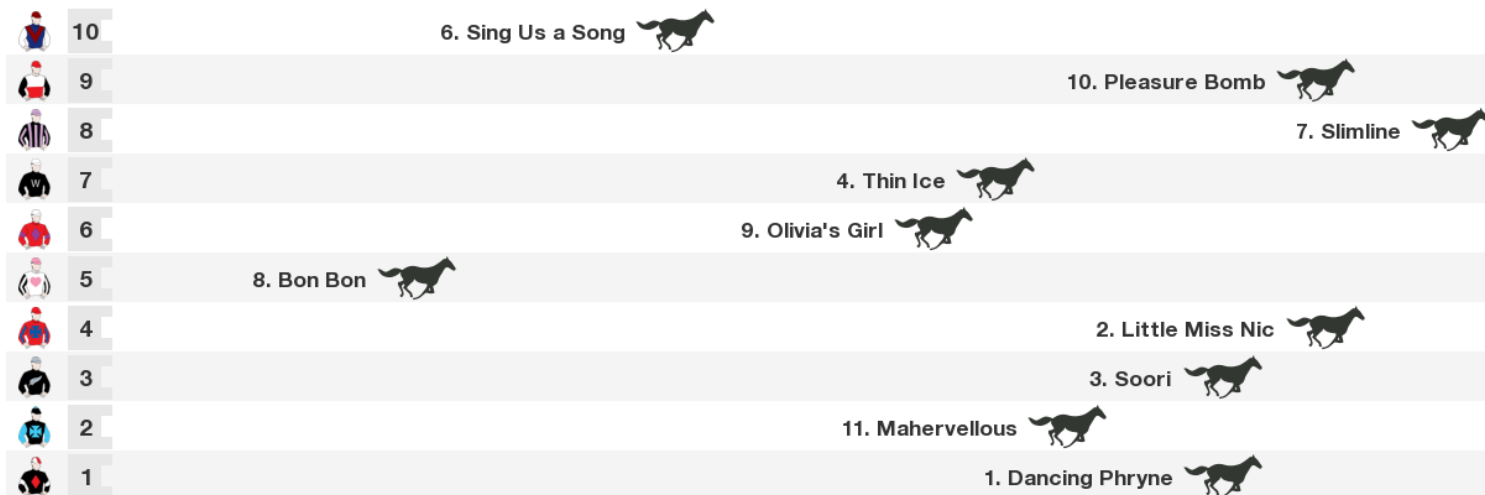 10 6. Sing Us a Song
9 10. Pleasure Bomb
8 7. Slimline
7 W 4. Thin Ice
6 9. Olivia's Girl
5 8. Bon Bon
4 2. Little Miss Nic
3 3. Soori
2 11. Mahervellous
1 1. Dancing Phryne